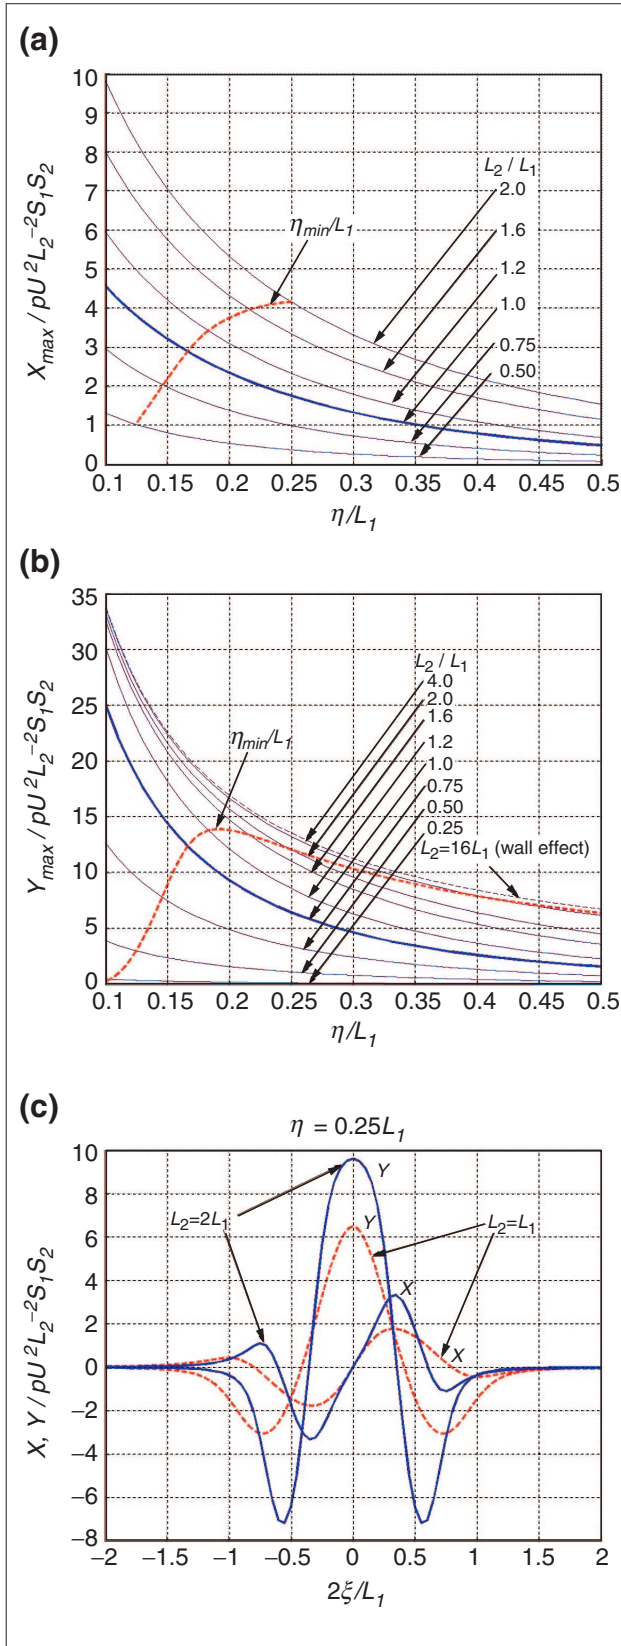 (a)
X_max / pU²L₂⁻²S₁S₂
10
9
8
7
6
5
4
3
2
1
0
L₂ / L₁
2.0
1.6
1.2
1.0
0.75
0.50
η_min/L₁
0.1 0.15 0.2 0.25 0.3 0.35 0.4 0.45 0.5
η/L₁
(b)
Y_max / pU²L₂⁻²S₁S₂
35
30
25
20
15
10
5
0
L₂ / L₁
4.0
2.0
1.6
1.2
1.0
0.75
0.50
0.25
L₂=16L₁ (wall effect)
η_min/L₁
0.1 0.15 0.2 0.25 0.3 0.35 0.4 0.45 0.5
η/L₁
(c)
η = 0.25L₁
X, Y / pU²L₂⁻²S₁S₂
10
8
6
4
2
0
−2
−4
−6
−8
Y
L₂=2L₁
Y
L₂=L₁
X
X
−2 −1.5 −1 −0.5 0 0.5 1 1.5 2
2ξ/L₁